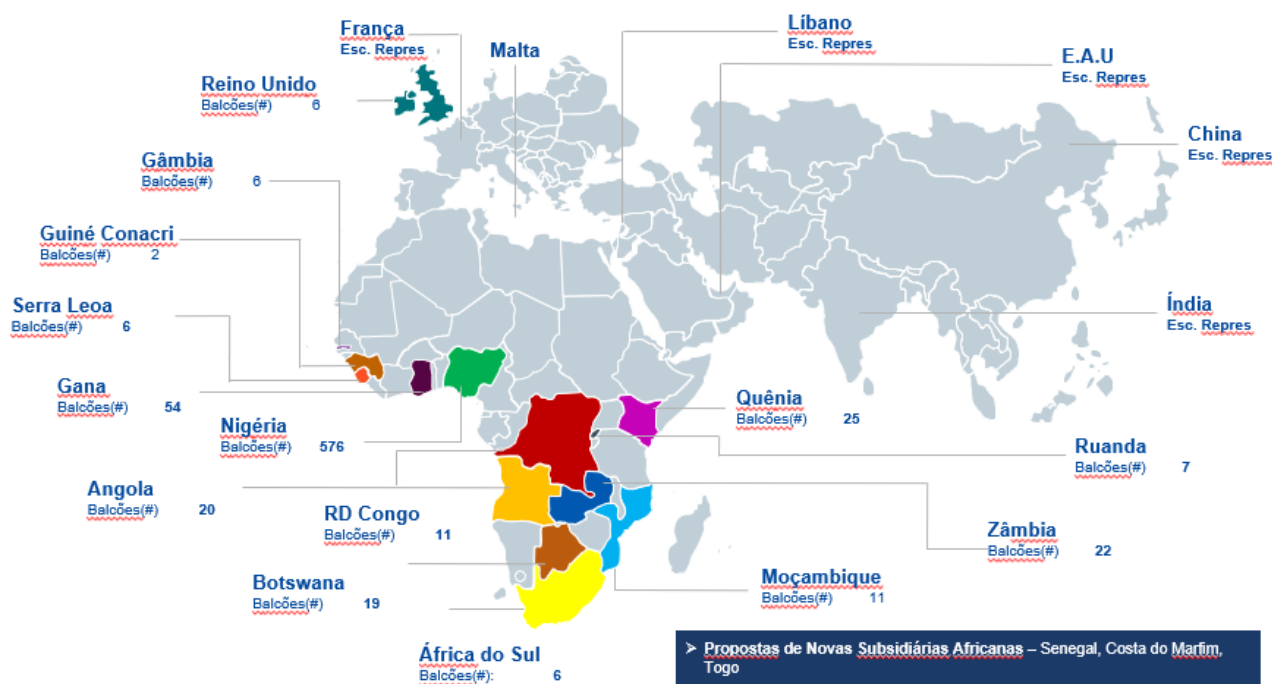 França
Esc. Repres
Malta
Líbano
Esc. Repres
E.A.U
Esc. Repres
Reino Unido
Balcões(#) 6
China
Esc. Repres
Gâmbia
Balcões(#) 6
Guiné Conacri
Balcões(#) 2
Serra Leoa
Balcões(#) 6
Índia
Esc. Repres
Gana
Balcões(#) 54
Nigéria
Balcões(#) 576
Quênia
Balcões(#) 25
Ruanda
Balcões(#) 7
Angola
Balcões(#) 20
RD Congo
Balcões(#) 11
Zâmbia
Balcões(#) 22
Botswana
Balcões(#) 19
Moçambique
Balcões(#) 11
África do Sul
Balcões(#): 6
➢ Propostas de Novas Subsidiárias Africanas – Senegal, Costa do Marfim,
Togo